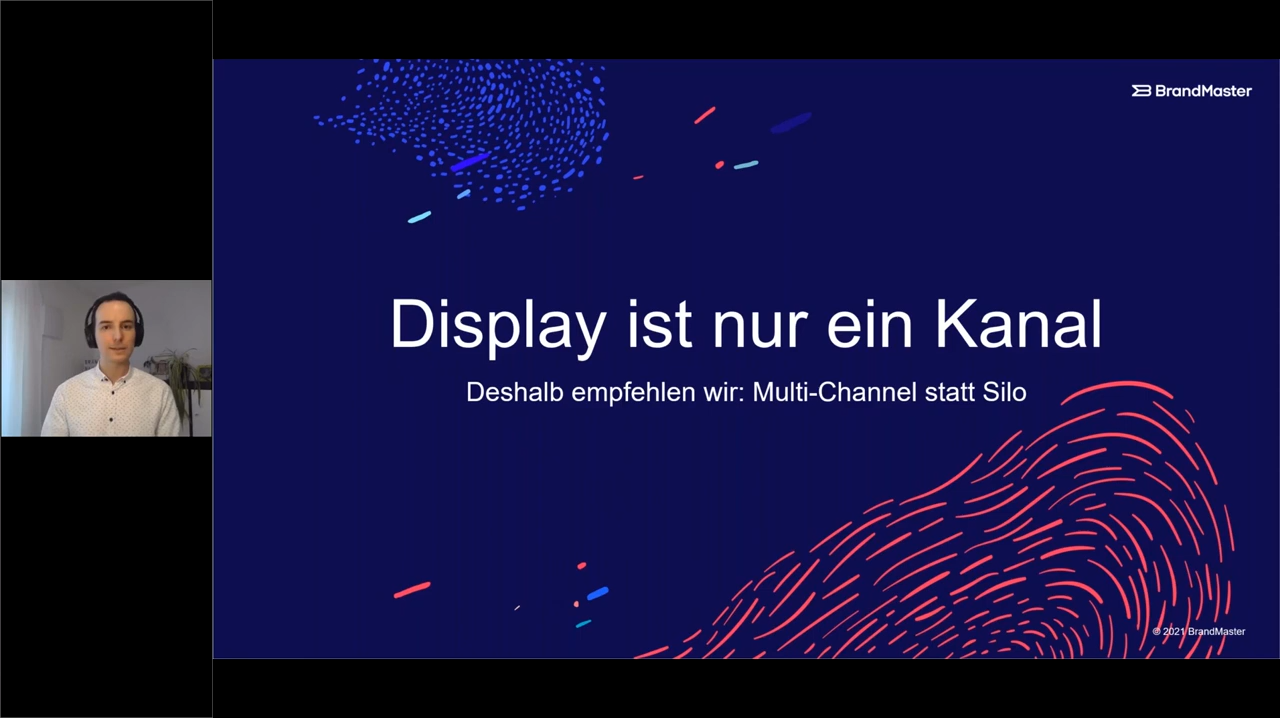 BrandMaster
Display ist nur ein Kanal
Deshalb empfehlen wir: Multi-Channel statt Silo
© 2021 BrandMaster